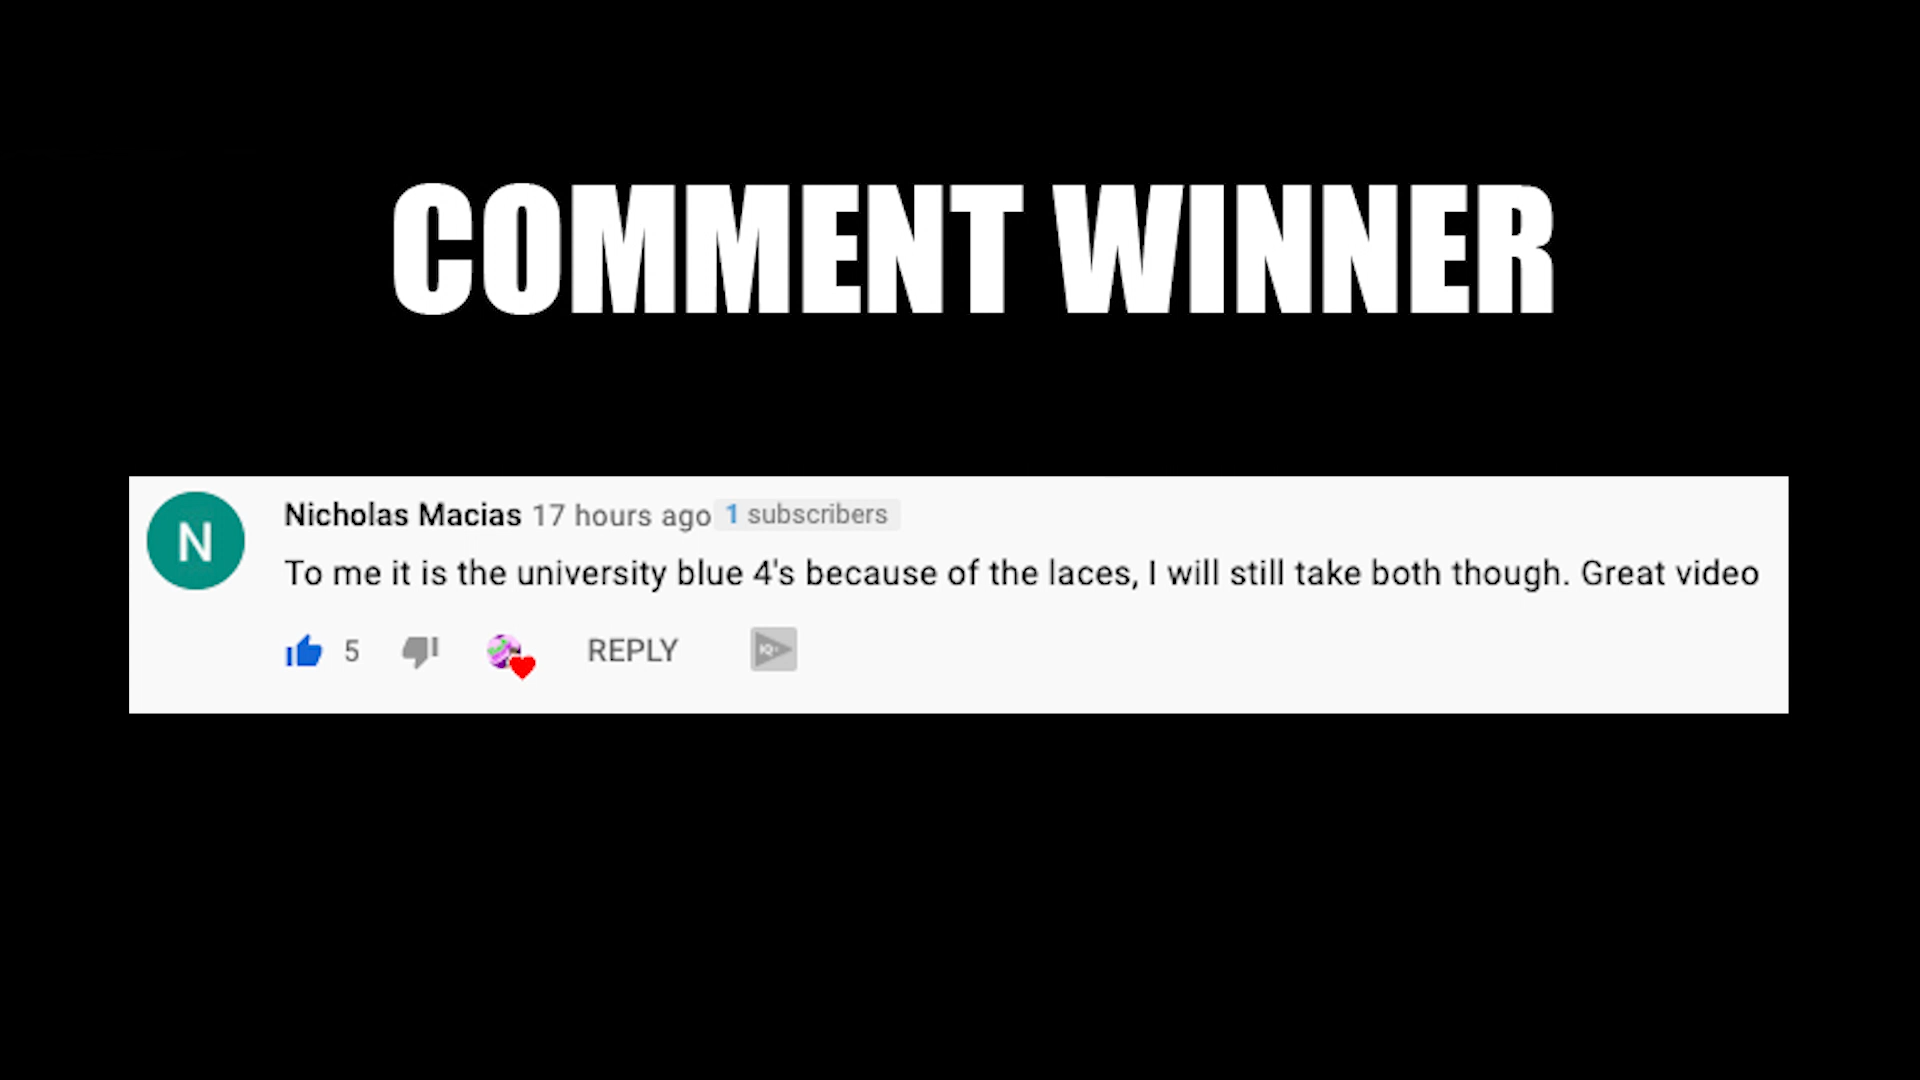 COMMENT WINNER
N
Nicholas Macias 17 hours ago 1 subscribers
To me it is the university blue 4's because of the laces, I will still take both though. Great video
5 REPLY IQ